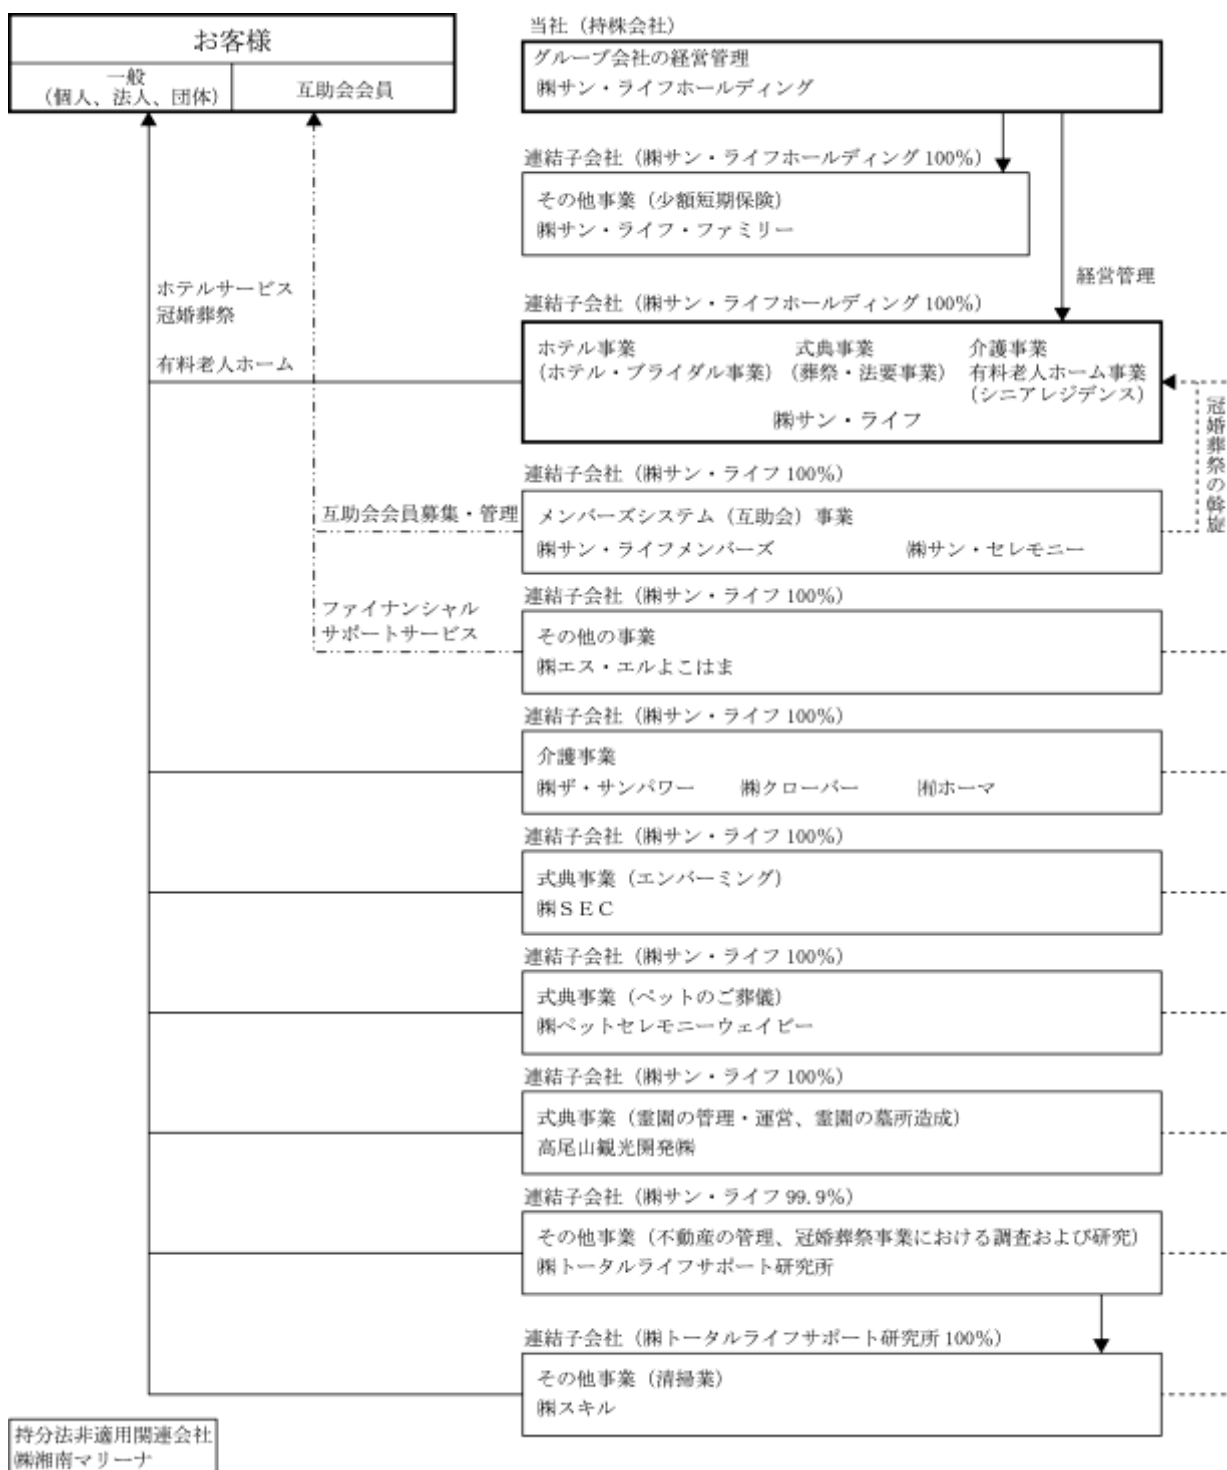 お客様
一般
(個人、法人、団体)
互助会会員
当社（持株会社）
グループ会社の経営管理
㈱サン・ライフホールディング
連結子会社（㈱サン・ライフホールディング 100%）
その他事業（少額短期保険）
㈱サン・ライフ・ファミリー
経営管理
ホテルサービス
冠婚葬祭
有料老人ホーム
連結子会社（㈱サン・ライフホールディング 100%）
ホテル事業
(ホテル・ブライダル事業)
式典事業
(葬祭・法要事業)
介護事業
有料老人ホーム事業
(シニアレジデンス)
㈱サン・ライフ
冠婚葬祭の斡旋
連結子会社（㈱サン・ライフ 100%）
互助会会員募集・管理
メンバーズシステム（互助会）事業
㈱サン・ライフメンバーズ ㈱サン・セレモニー
連結子会社（㈱サン・ライフ 100%）
ファイナンシャル
サポートサービス
その他の事業
㈱エス・エルよこはま
連結子会社（㈱サン・ライフ 100%）
介護事業
㈱ザ・サンパワー ㈱クローバー ㈲ホーマ
連結子会社（㈱サン・ライフ 100%）
式典事業（エンバーミング）
㈱ＳＥＣ
連結子会社（㈱サン・ライフ 100%）
式典事業（ペットのご葬儀）
㈱ペットセレモニーウェイビー
連結子会社（㈱サン・ライフ 100%）
式典事業（霊園の管理・運営、霊園の墓所造成）
高尾山観光開発㈱
連結子会社（㈱サン・ライフ 99.9%）
その他事業（不動産の管理、冠婚葬祭事業における調査および研究）
㈱トータルライフサポート研究所
連結子会社（㈱トータルライフサポート研究所 100%）
その他事業（清掃業）
㈱スキル
持分法非適用関連会社
㈱湘南マリーナ